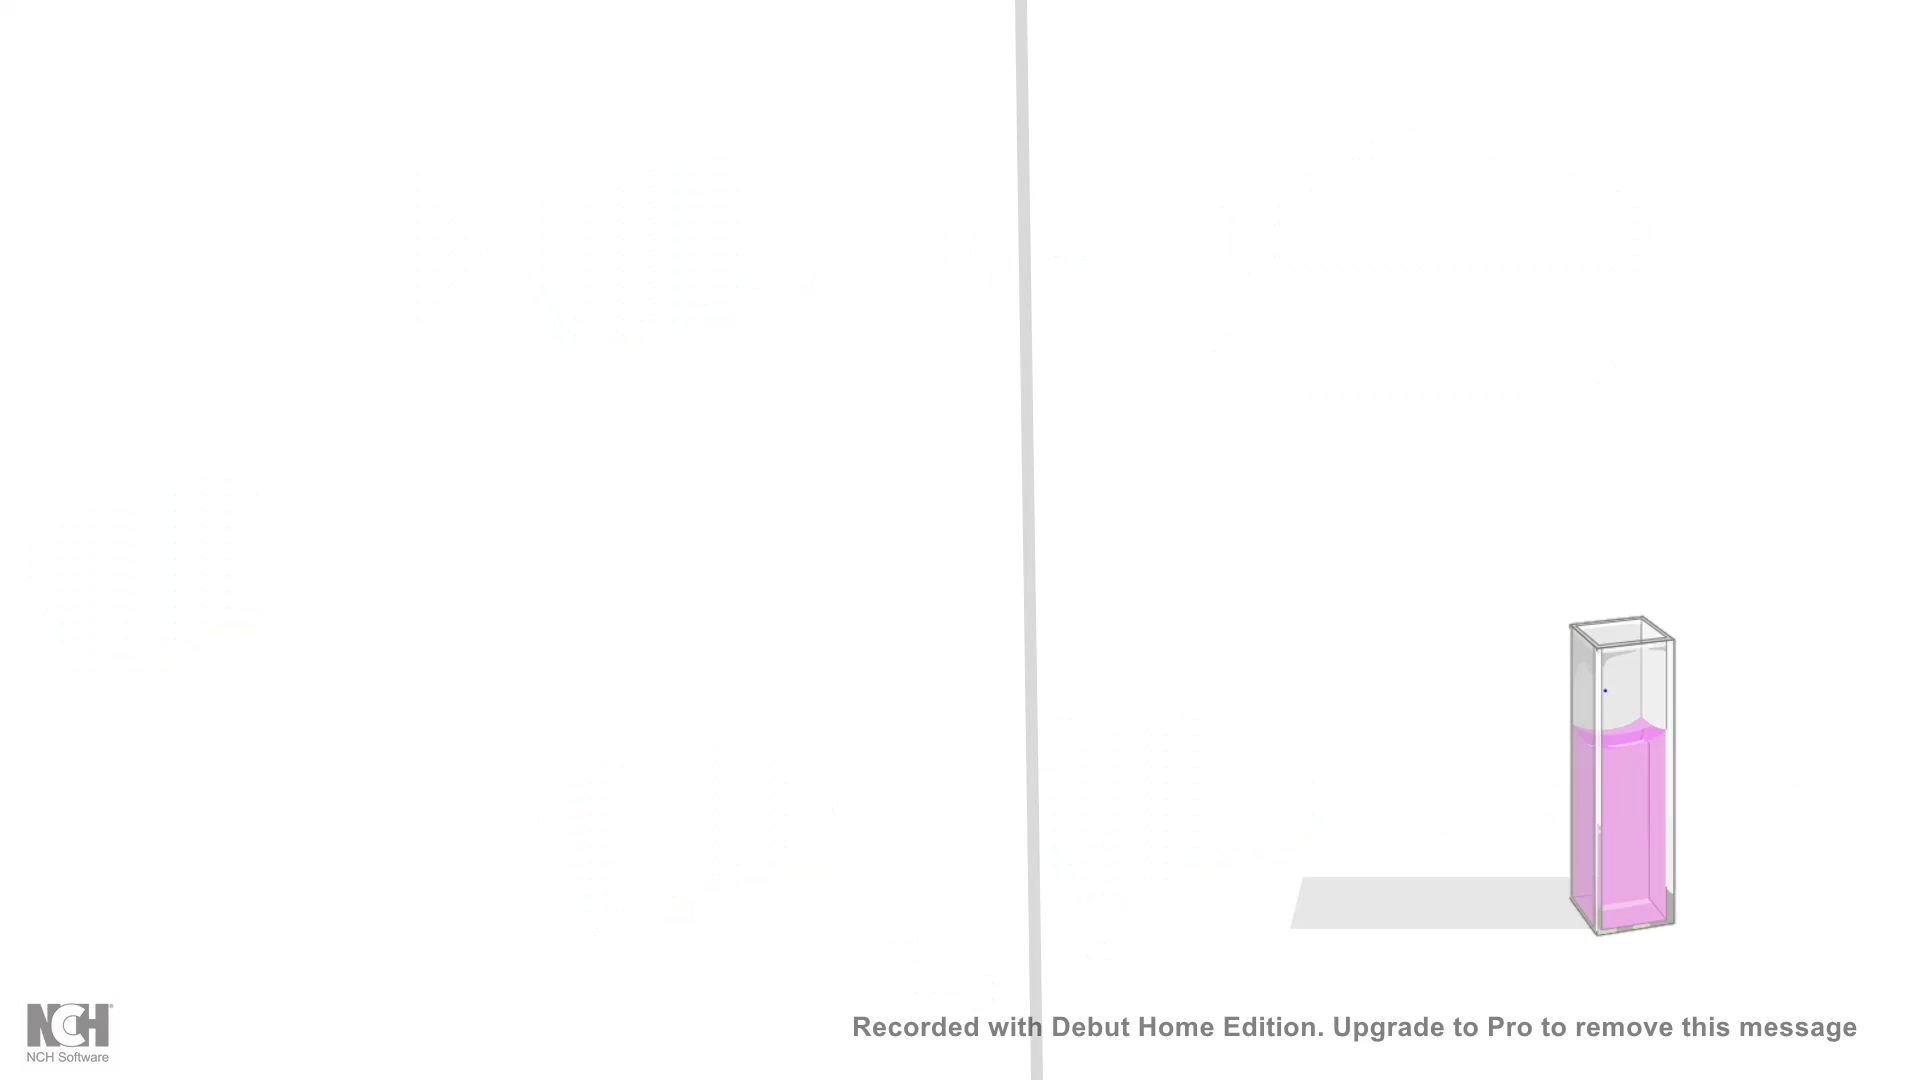 NCH
NCH Software
Recorded with Debut Home Edition. Upgrade to Pro to remove this message